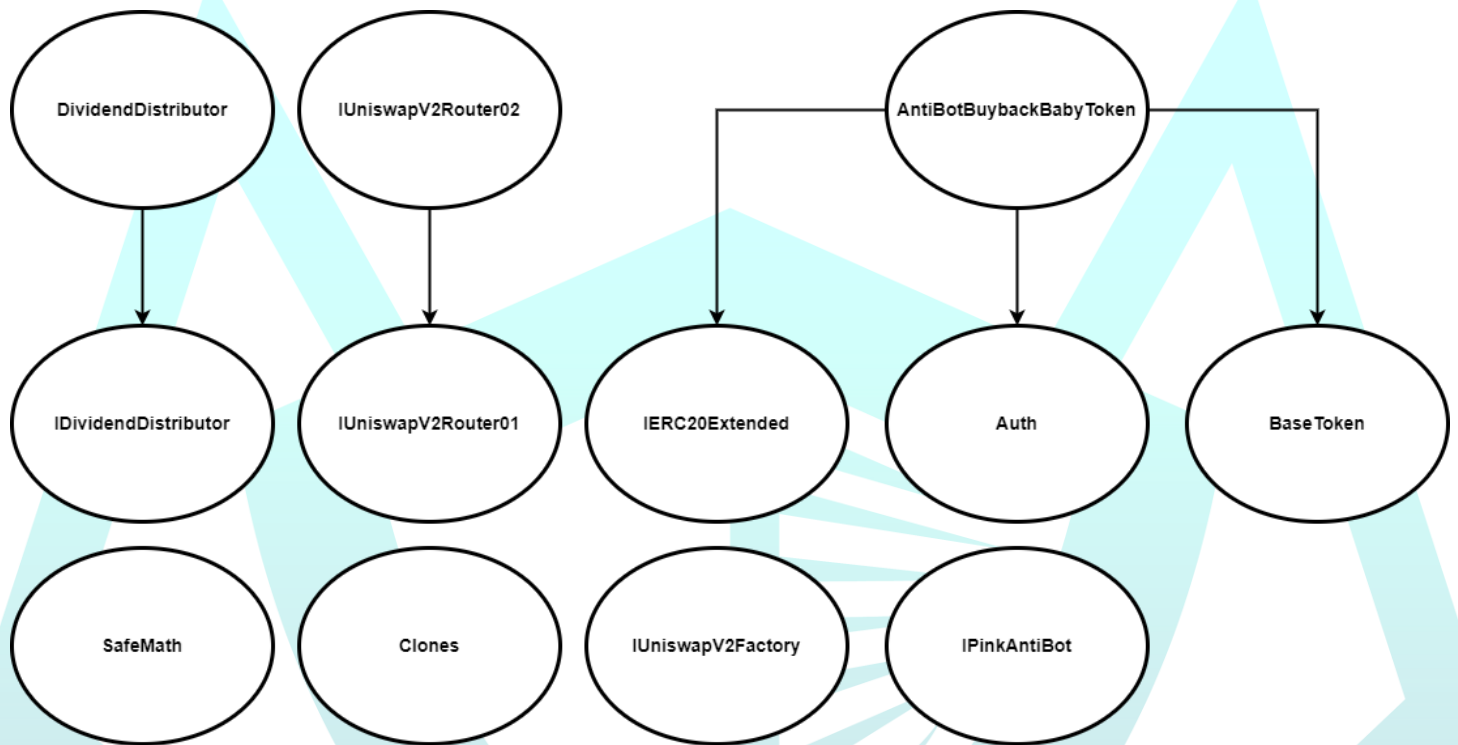 DividendDistributor
IUniswapV2Router02
AntiBotBuybackBabyToken
IDividendDistributor
IUniswapV2Router01
IERC20Extended
Auth
BaseToken
SafeMath
Clones
IUniswapV2Factory
IPinkAntiBot